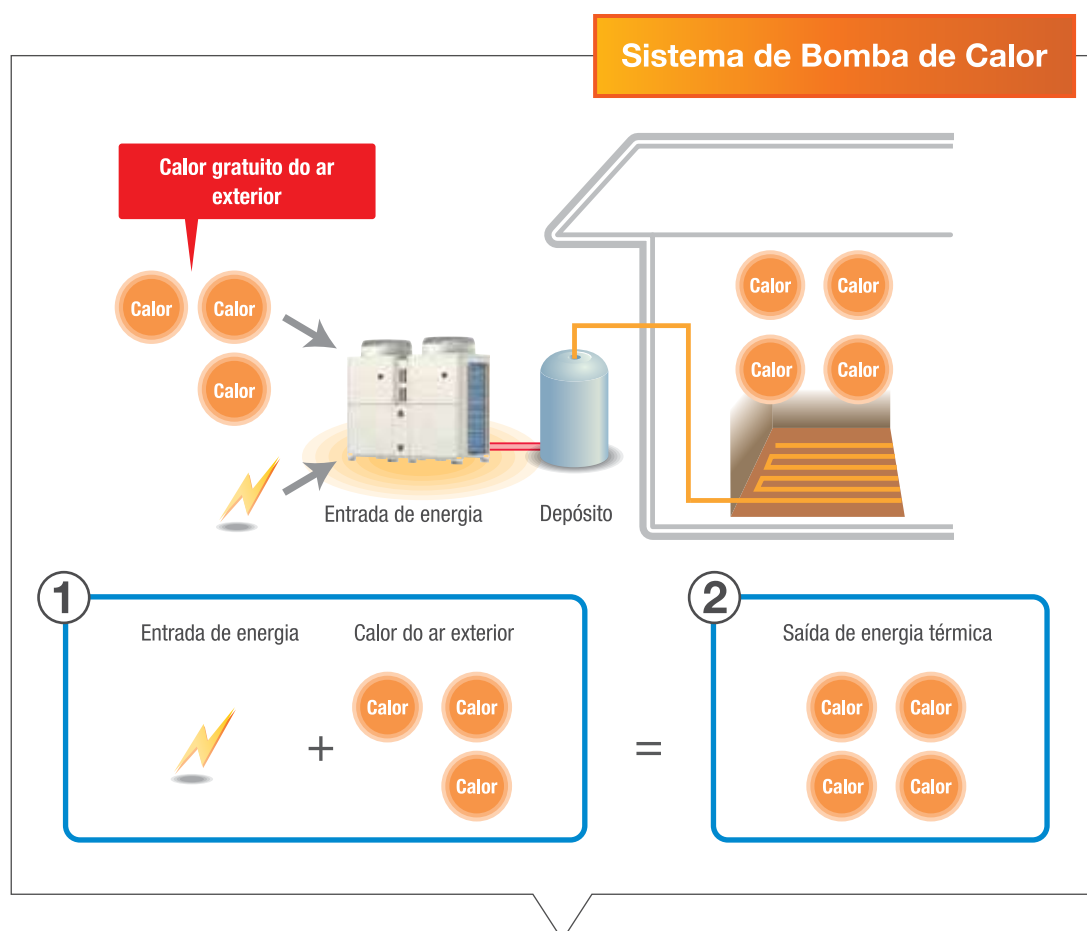 Sistema de Bomba de Calor
Calor gratuito do ar
exterior
Calor
Calor
Calor
Calor
Calor
Calor
Calor
Entrada de energia
Depósito
1
Entrada de energia
Calor do ar exterior
Calor
Calor
Calor
+
=
2
Saída de energia térmica
Calor
Calor
Calor
Calor